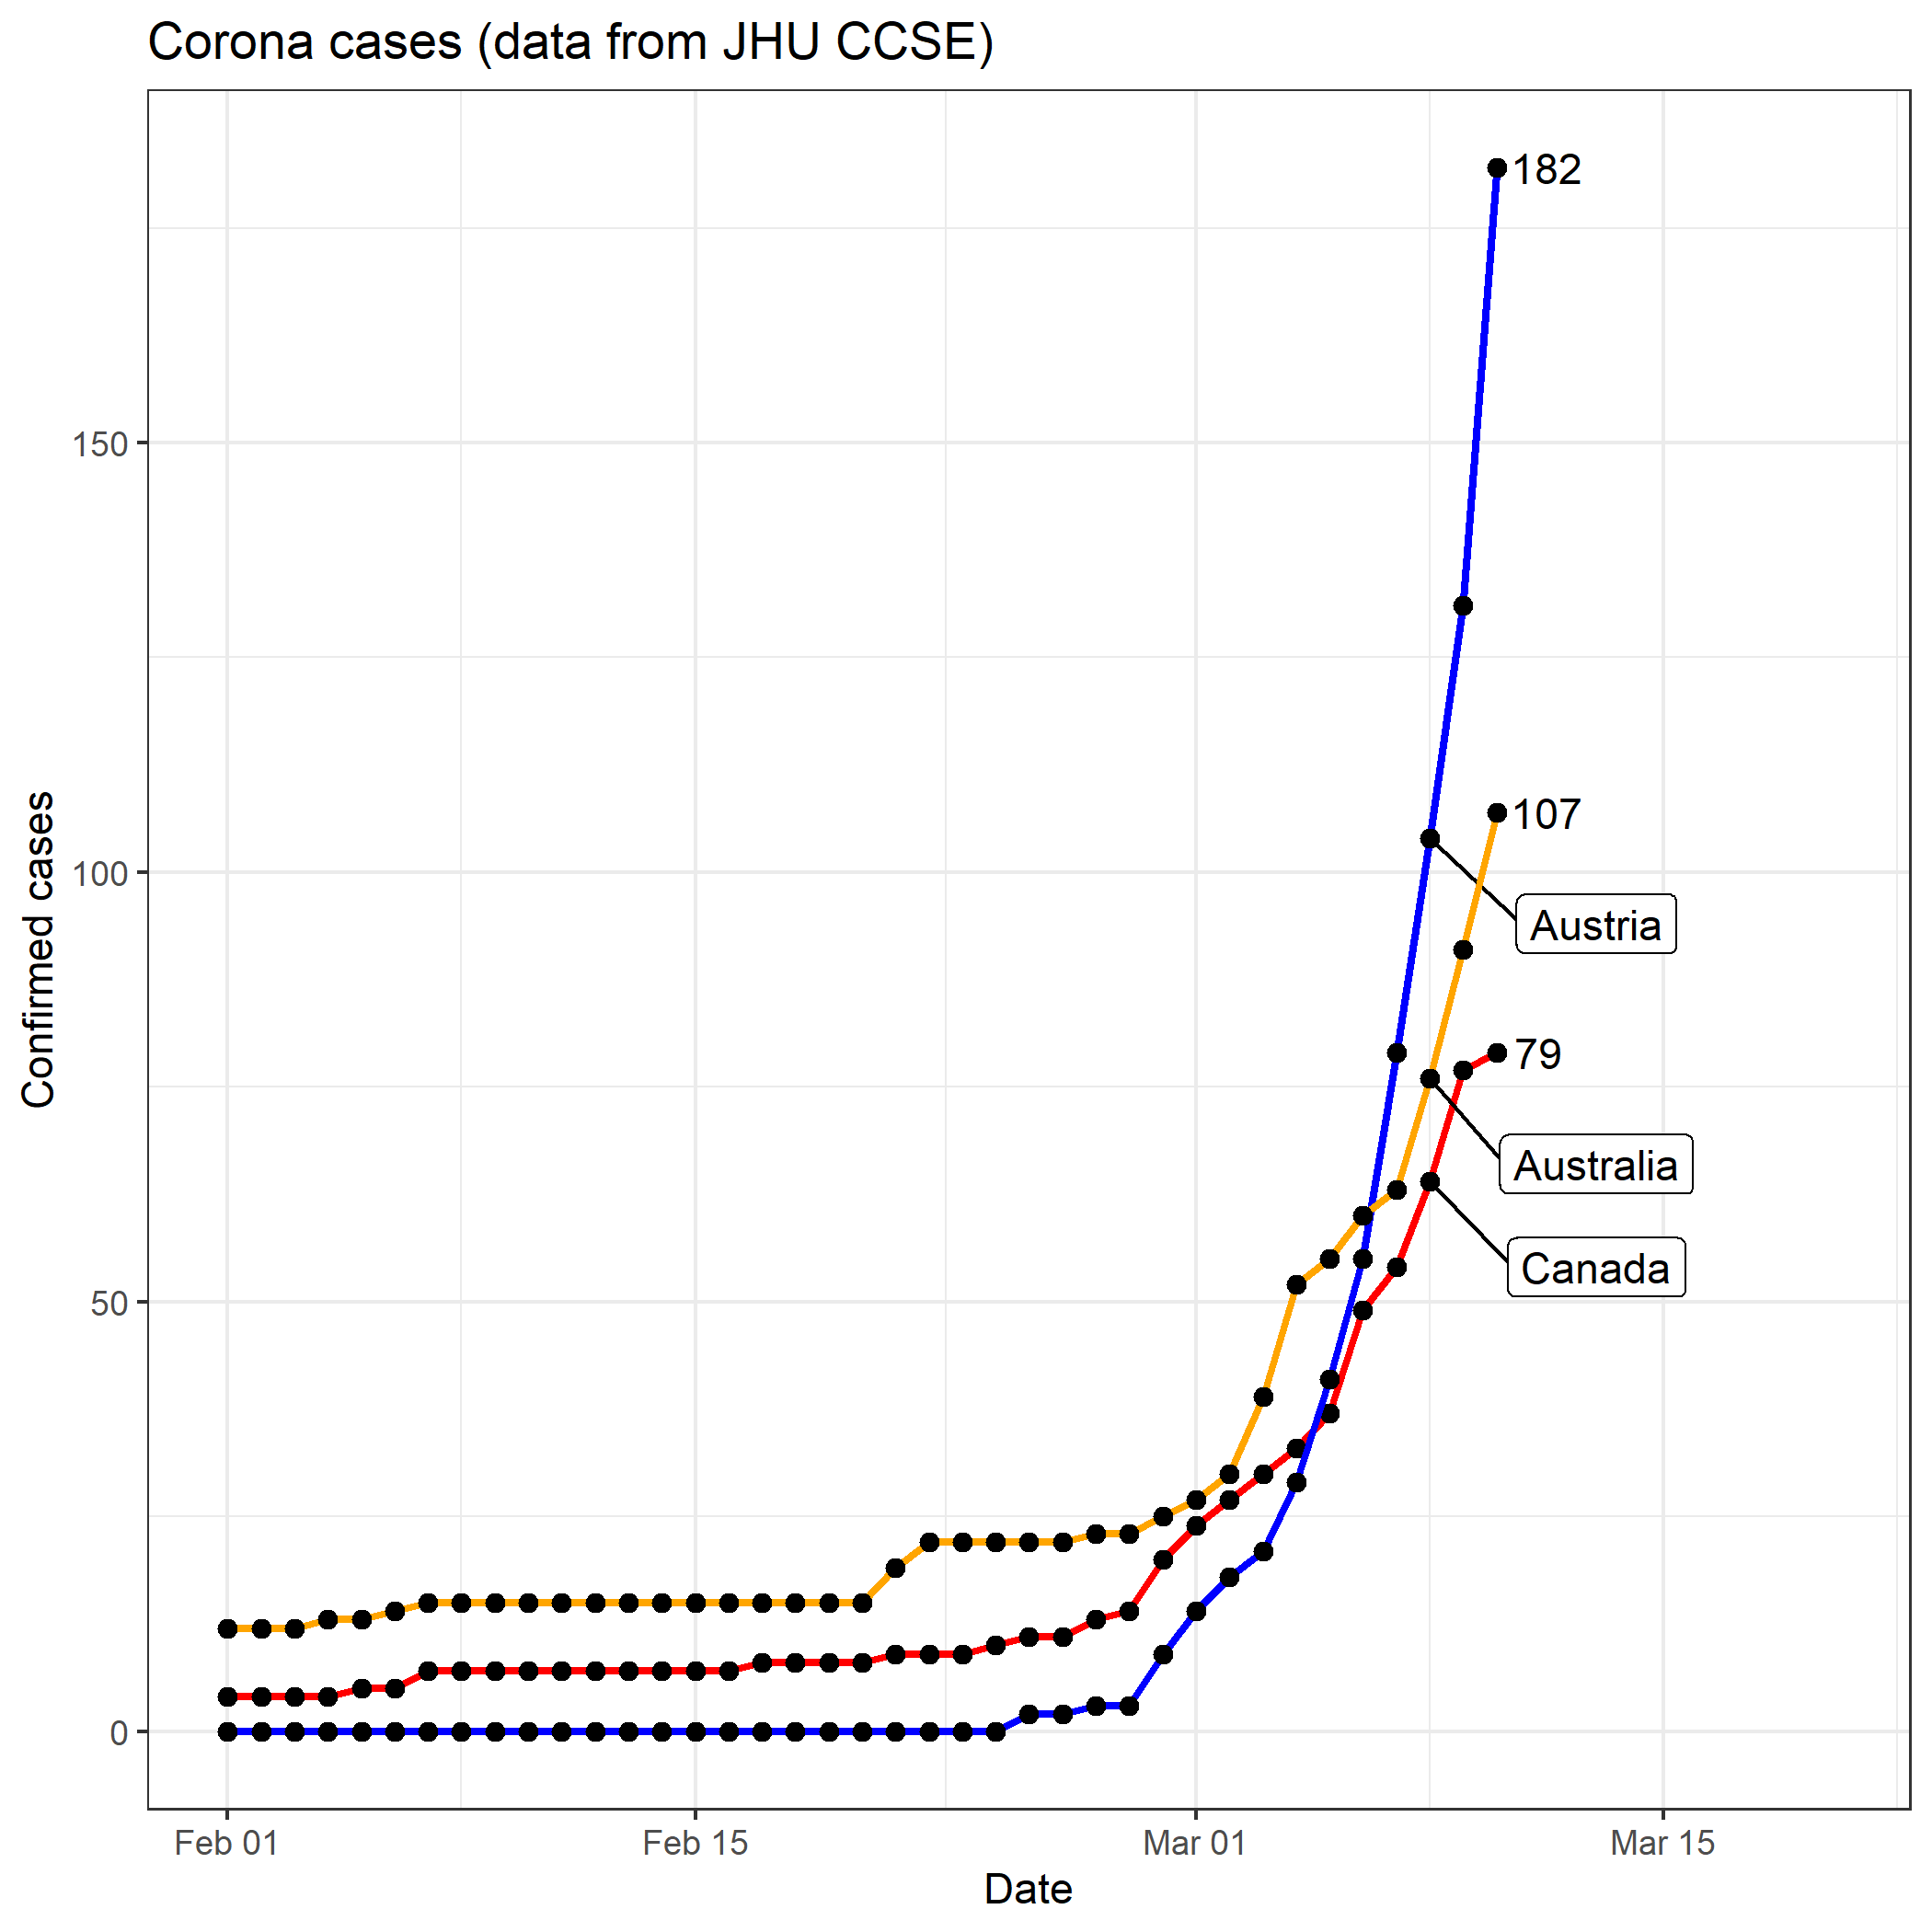 Corona cases (data from JHU CCSE)
182
150
107
100
Austria
79
Australia
Canada
50
0
Confirmed cases
Feb 01
Feb 15
Mar 01
Mar 15
Date